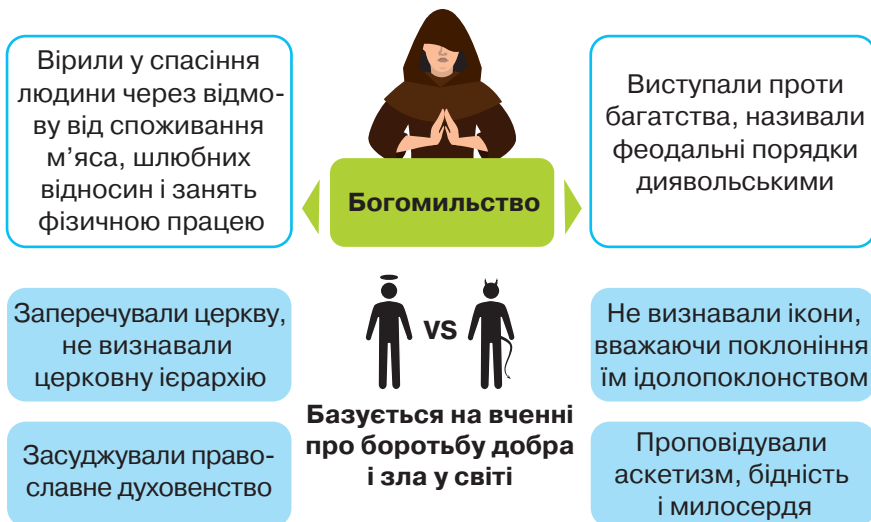 Вірили у спасіння
людини через відмо-
ву від споживання
м’яса, шлюбних
відносин і занять
фізичною працею
Богомильство
Виступали проти
багатства, називали
феодальні порядки
диявольськими
Заперечували церкву,
не визнавали
церковну ієрархію
vs
Не визнавали ікони,
вважаючи поклоніння
їм ідолопоклонством
Засуджували право-
славне духовенство
Базується на вченні
про боротьбу добра
і зла у світі
Проповідували
аскетизм, бідність
і милосердя